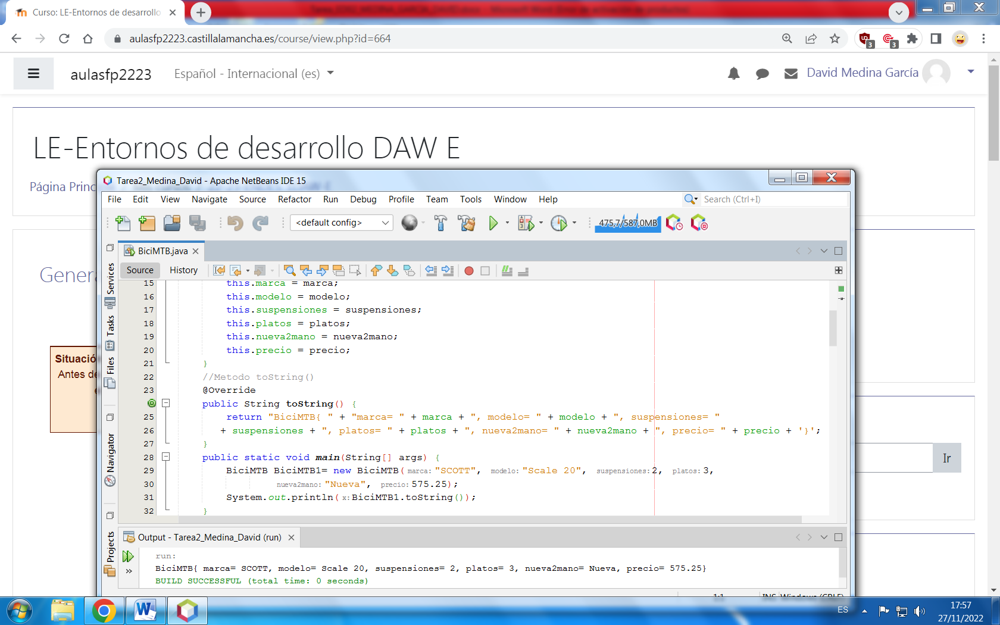 Curso: LE-Entornos de desarrollo
aulasfp2223.castillalamancha.es/course/view.php?id=664
3
3
aulasfp2223
Español - Internacional (es)
David Medina García
LE-Entornos de desarrollo DAW E
Página Princ
Genera
Situació
Antes de
Ir
Tarea2_Medina_David - Apache NetBeans IDE 15
File Edit View Navigate Source Refactor Run Debug Profile Team Tools Window Help
Search (Ctrl+I)
<default config>
475,7/587,0MB
BiciMTB.java
Source History
Services
Tasks
Files
Navigator
Projects
15 this.marca = marca;
16 this.modelo = modelo;
17 this.suspensiones = suspensiones;
18 this.platos = platos;
19 this.nueva2mano = nueva2mano;
20 this.precio = precio;
21 }
22 //Metodo toString()
23 @Override
public String toString() {
25 return "BiciMTB{ " + "marca= " + marca + ", modelo= " + modelo + ", suspensiones= "
26 + suspensiones + ", platos= " + platos + ", nueva2mano= " + nueva2mano + ", precio= " + precio + '}';
27 }
28 public static void main(String[] args) {
29 BiciMTB BiciMTB1= new BiciMTB( marca: "SCOTT", modelo: "Scale 20", suspensiones: 2, platos: 3,
30 nueva2mano: "Nueva", precio: 575.25);
31 System.out.println( x: BiciMTB1.toString());
32 }
Output - Tarea2_Medina_David (run)
run:
BiciMTB{ marca= SCOTT, modelo= Scale 20, suspensiones= 2, platos= 3, nueva2mano= Nueva, precio= 575.25}
BUILD SUCCESSFUL (total time: 0 seconds)
1:1 INS Windows (CRLF)
ES
17:57
27/11/2022